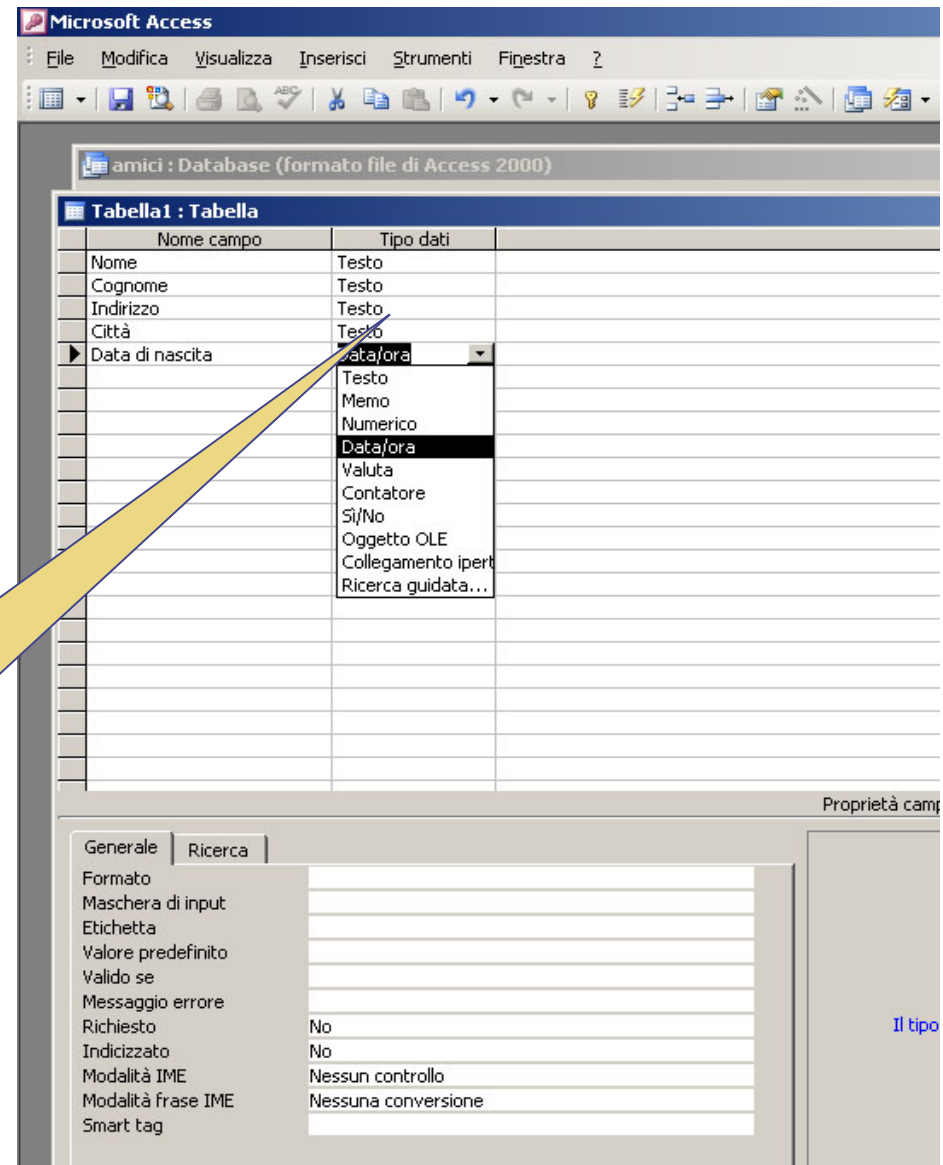 Microsoft Access
File Modifica Visualizza Inserisci Strumenti Finestra ?
amici : Database (formato file di Access 2000)
Tabella1 : Tabella
Nome campo Tipo dati
Nome Testo
Cognome Testo
Indirizzo Testo
Città Testo
Data di nascita Data/ora
Testo
Memo
Numerico
Data/ora
Valuta
Contatore
Sì/No
Oggetto OLE
Collegamento ipert
Ricerca guidata...
Proprietà camp
Generale Ricerca
Formato
Maschera di input
Etichetta
Valore predefinito
Valido se
Messaggio errore
Richiesto No
Indicizzato No
Modalità IME Nessun controllo
Modalità frase IME Nessuna conversione
Smart tag
Il tipo